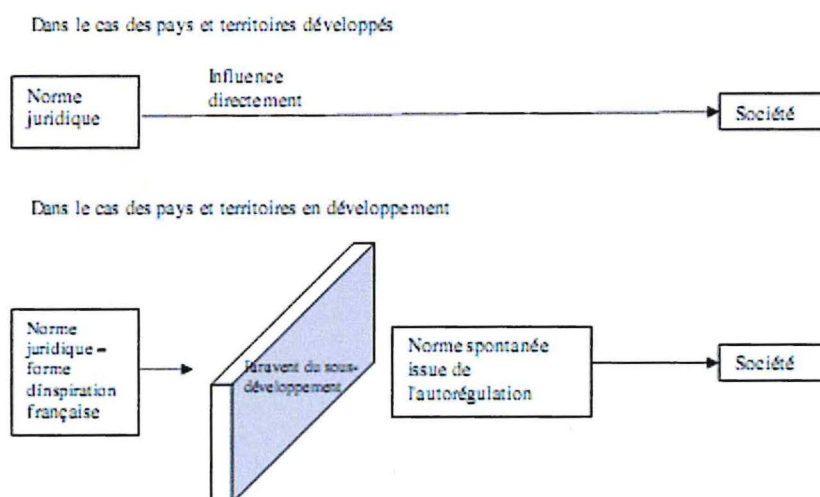 Dans le cas des pays et territoires développés
Influence
directement
Norme
juridique
Société
Dans le cas des pays et territoires en développement
Norme
juridique –
forme
d'inspiration
française
Paravent du sous-
développement
Norme spontanée
issue de
l'autorégulation
Société